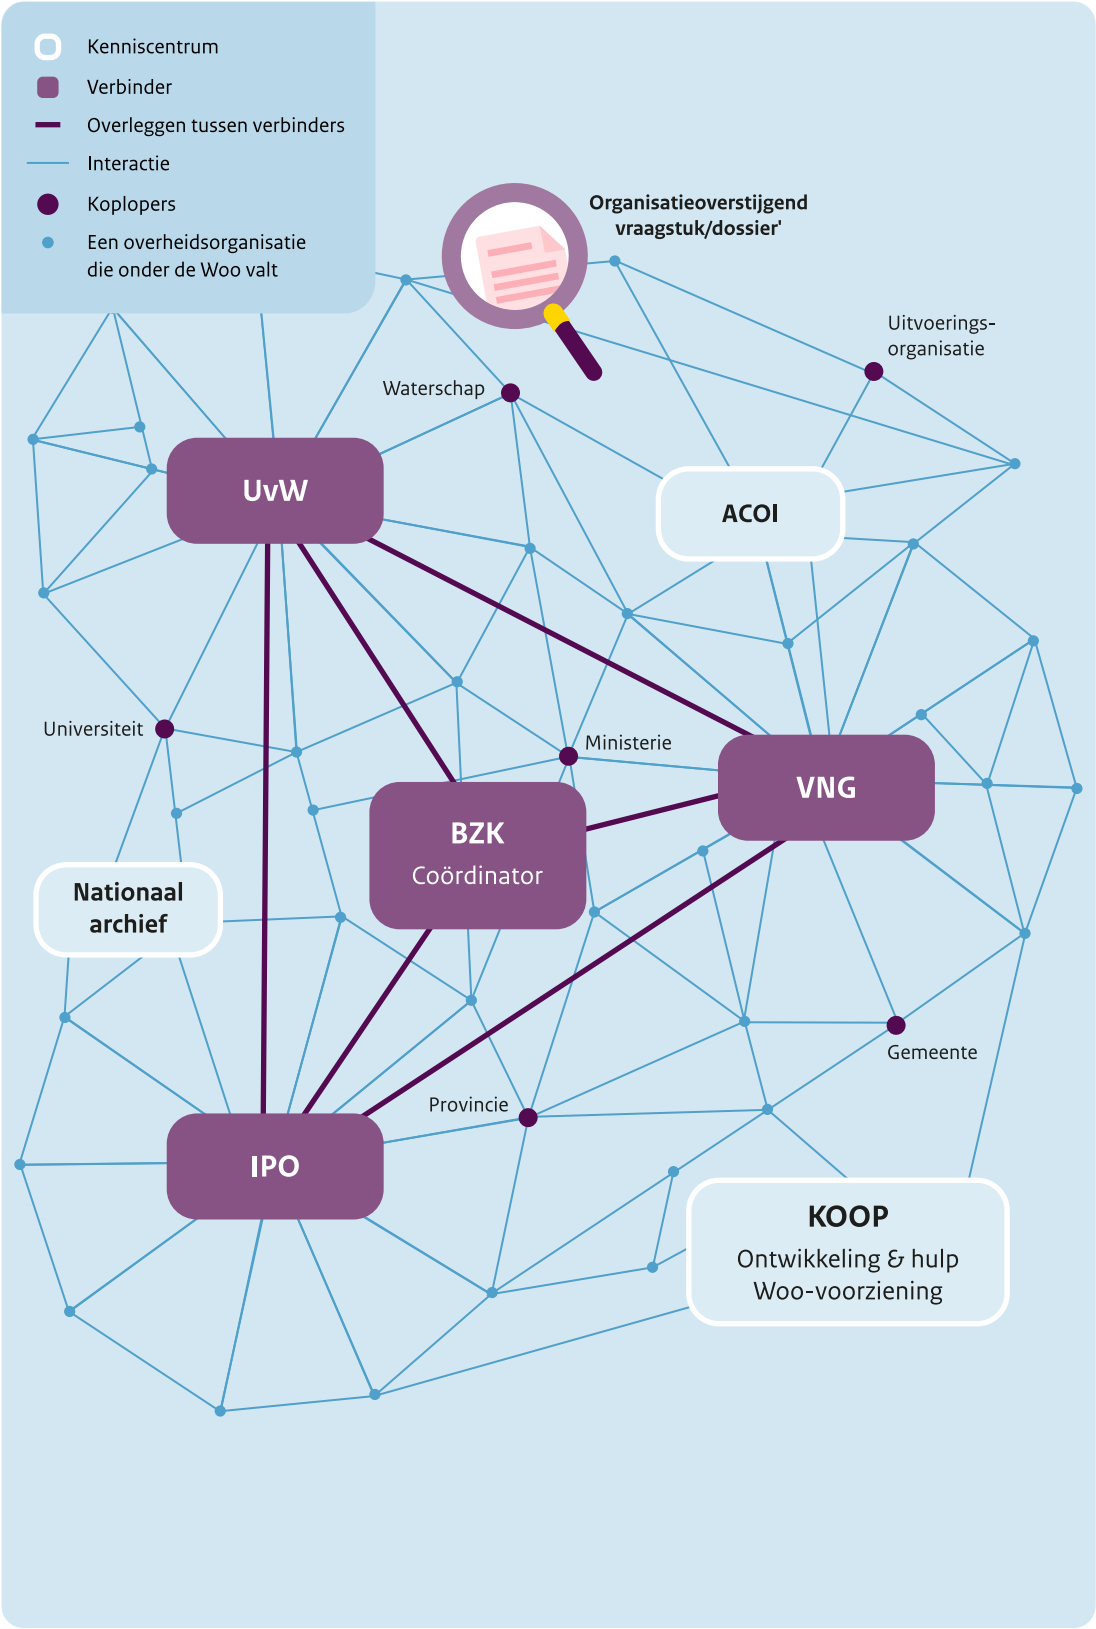 Kenniscentrum
Verbinder
Overleggen tussen verbinders
Interactie
Koplopers
Een overheidsorganisatie
die onder de Woo valt
Organisatieoverstijgend
vraagstuk/dossier'
Uitvoerings-
organisatie
Waterschap
UvW
ACOI
Universiteit
Ministerie
VNG
BZK
Coördinator
Nationaal
archief
Gemeente
Provincie
IPO
KOOP
Ontwikkeling & hulp
Woo-voorziening